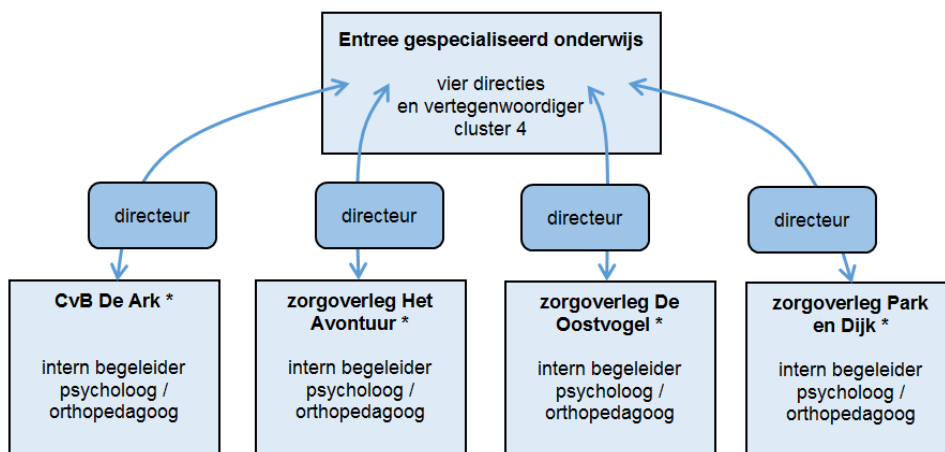 Entree gespecialiseerd onderwijs
vier directies
en vertegenwoordiger
cluster 4
directeur
directeur
directeur
directeur
CvB De Ark *
intern begeleider
psycholoog /
orthopedagoog
zorgoverleg Het
Avontuur *
intern begeleider
psycholoog /
orthopedagoog
zorgoverleg De
Oostvogel *
intern begeleider
psycholoog /
orthopedagoog
zorgoverleg Park
en Dijk *
intern begeleider
psycholoog /
orthopedagoog